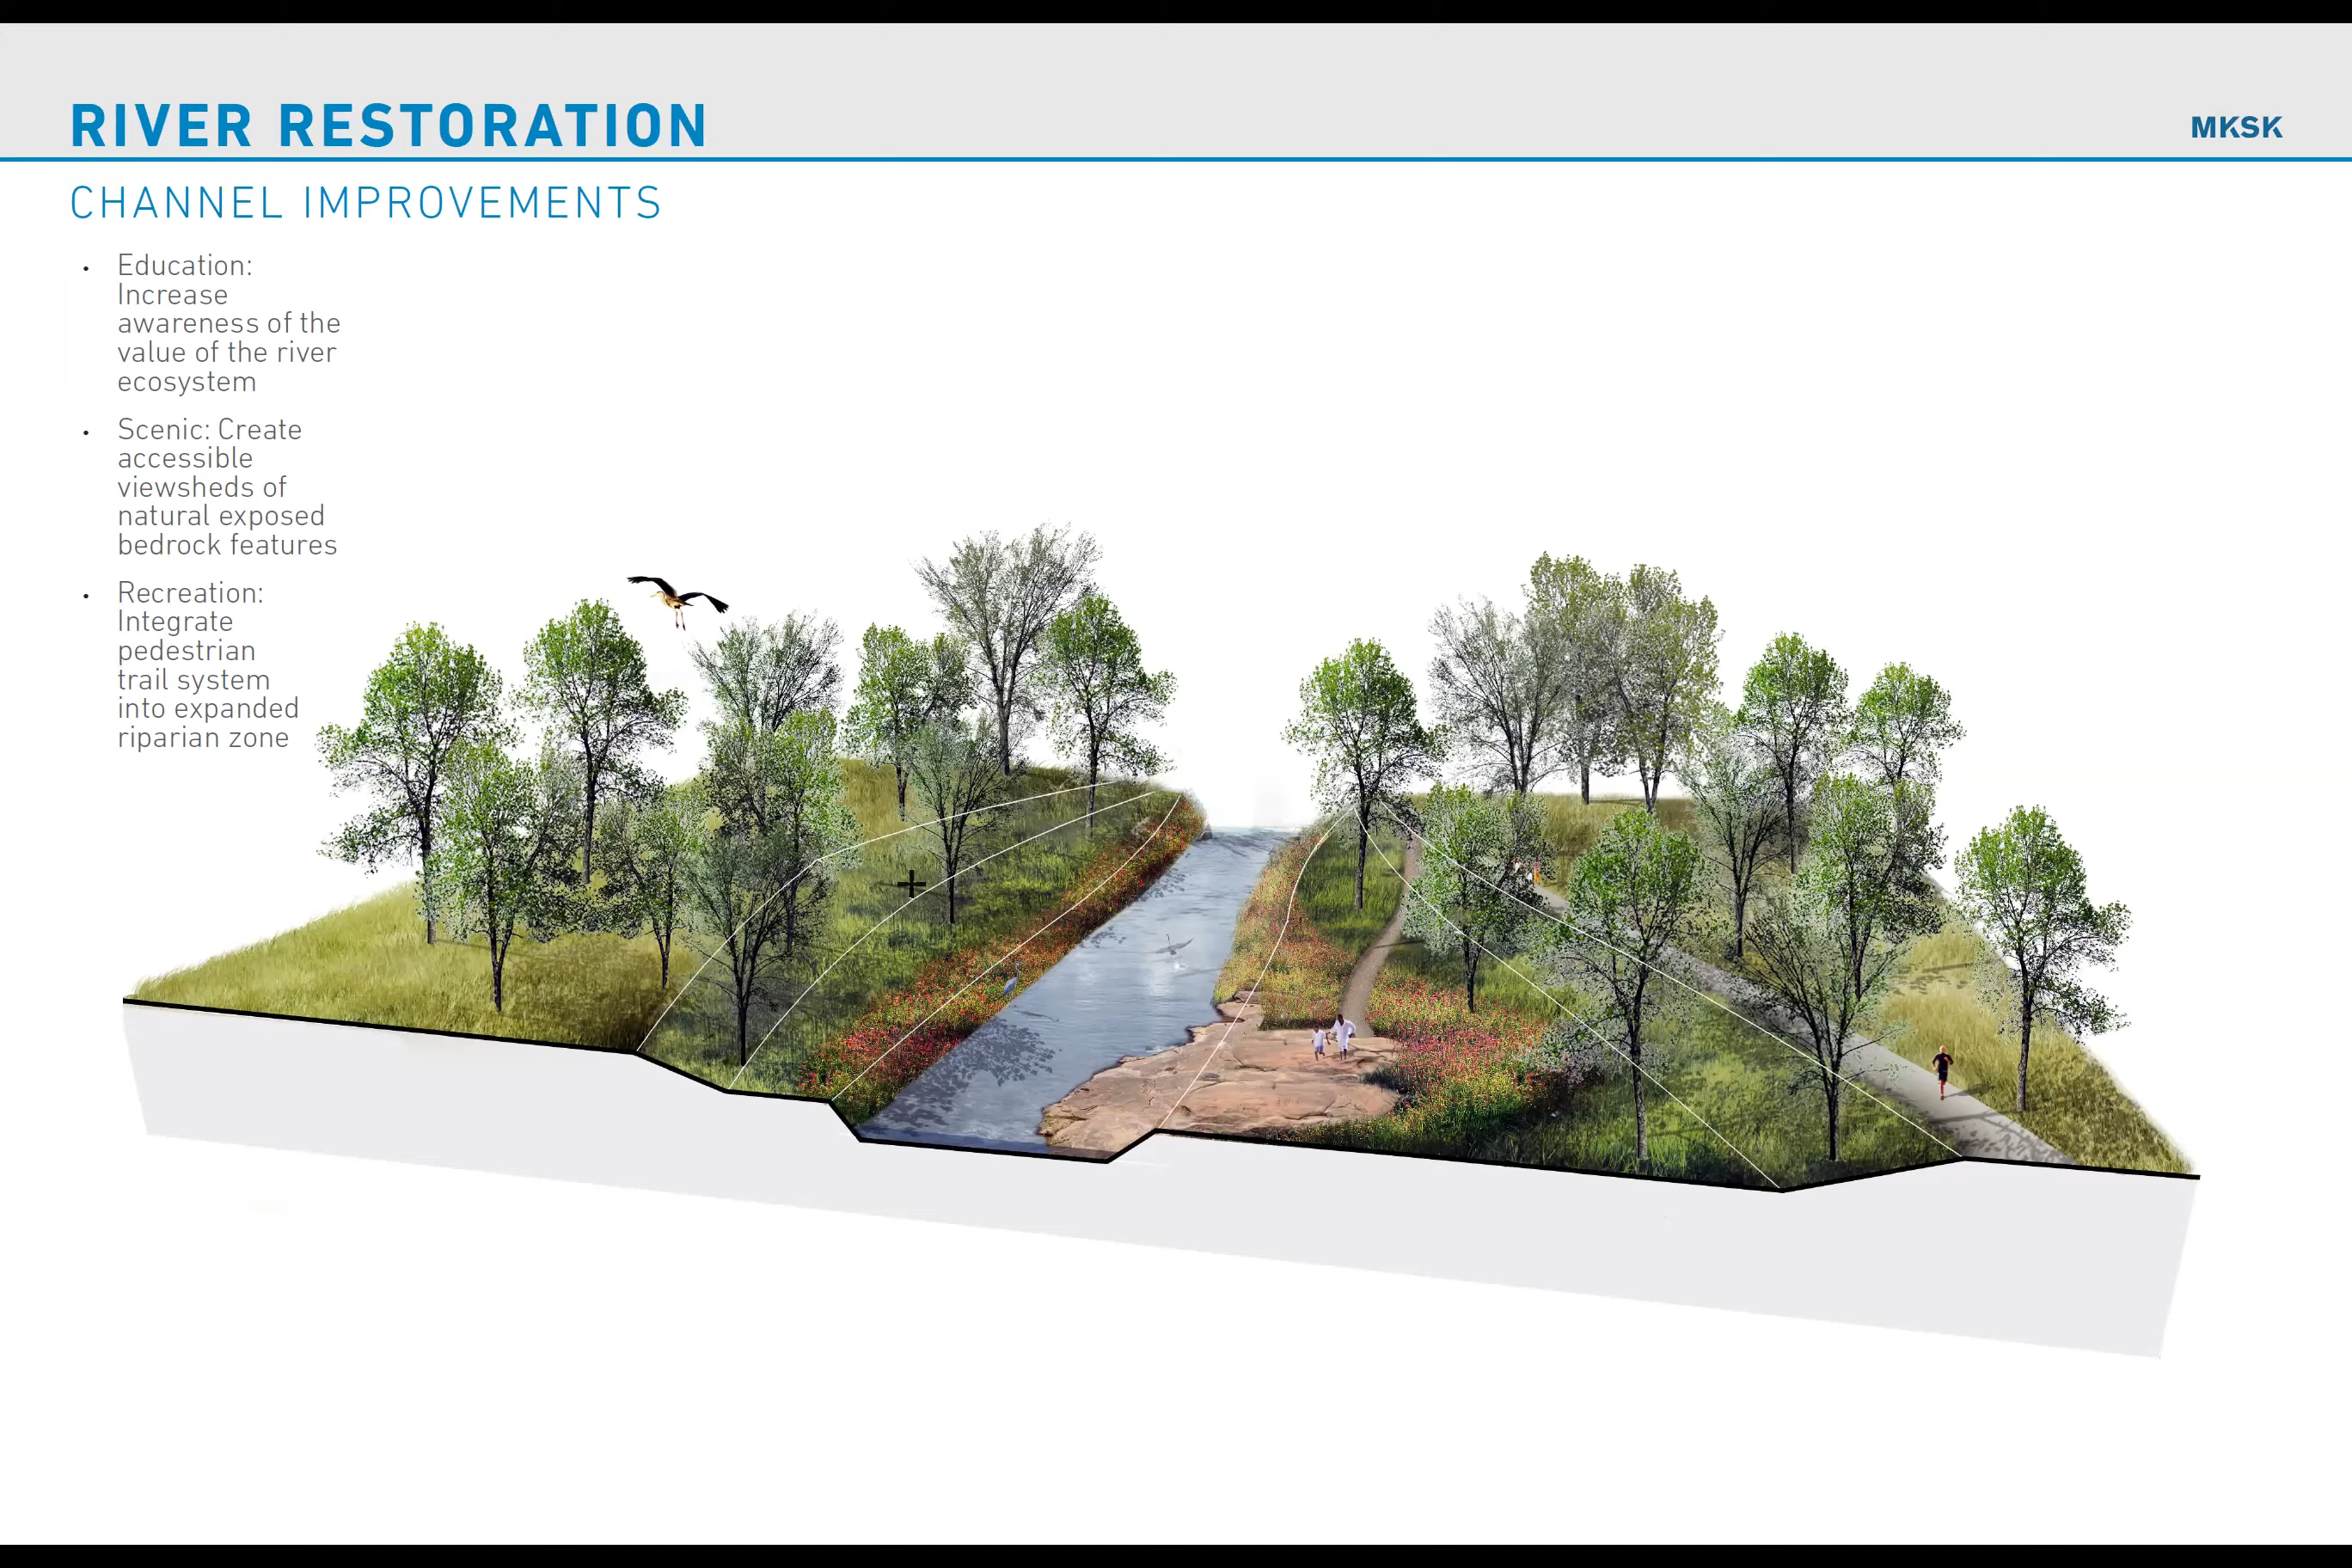 RIVER RESTORATION
MKSK
CHANNEL IMPROVEMENTS
• Education:
Increase
awareness of the
value of the river
ecosystem
• Scenic: Create
accessible
viewsheds of
natural exposed
bedrock features
• Recreation:
Integrate
pedestrian
trail system
into expanded
riparian zone